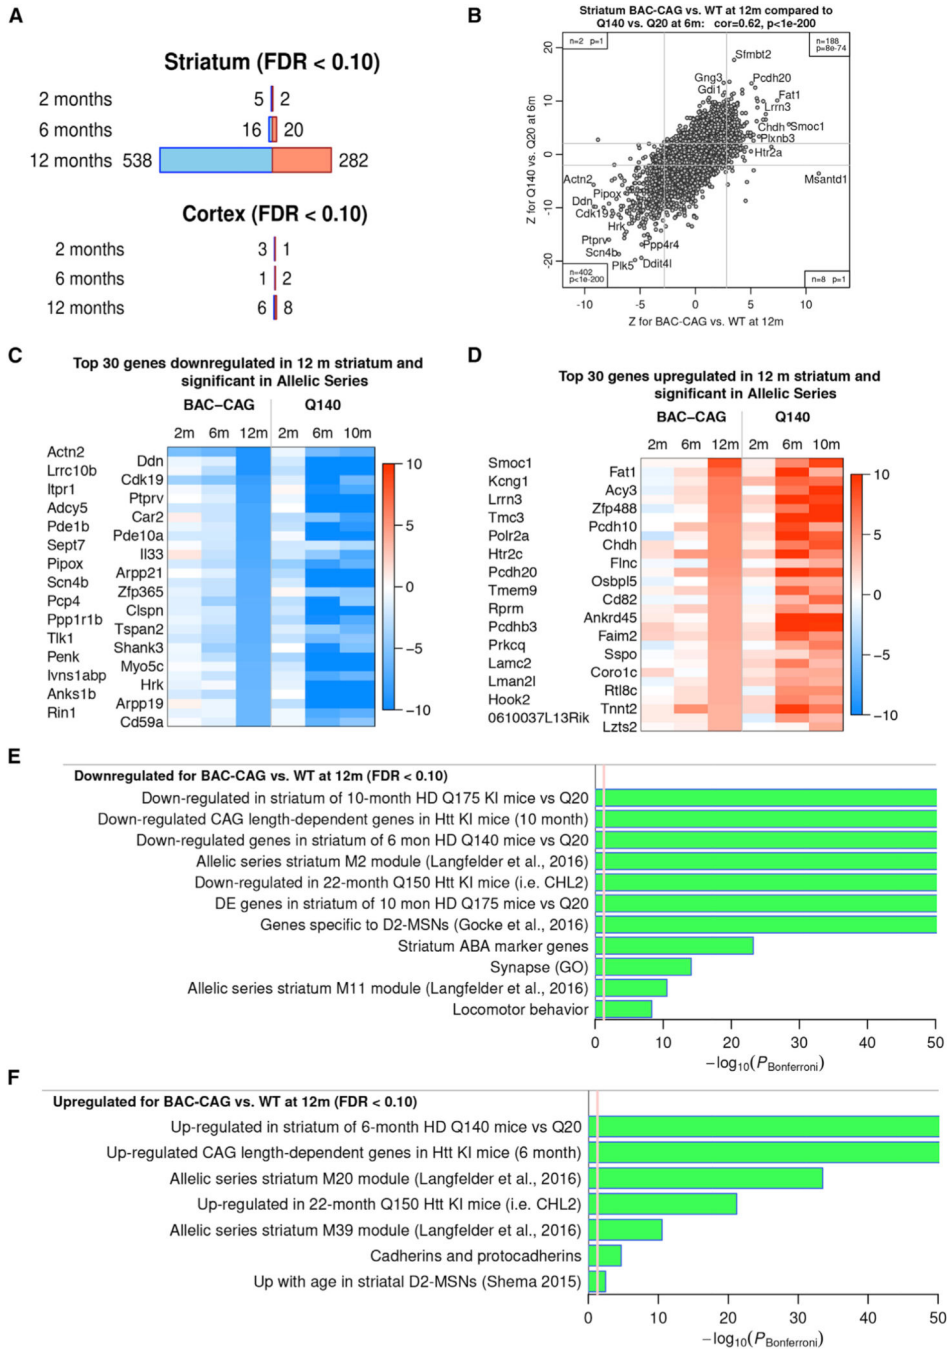 A
Striatum (FDR < 0.10)
2 months 5 2
6 months 16 20
12 months 538 282
Cortex (FDR < 0.10)
2 months 3 1
6 months 1 2
12 months 6 8
B
Striatum BAC-CAG vs. WT at 12m compared to
Q140 vs. Q20 at 6m: cor=0.62, p<1e-200
n=2 p=1
n=188
p=8e-74
Sfmbt2
Gng3
Pcdh20
Gdi1
Fat1
Lrrn3
Chdh
Smoc1
Plxnb3
Htr2a
Actn2
Msantd1
Pipox
Ddn
Cdk19
Hrk
Ptprv
Ppp4r4
Scn4b
Plk5
Ddit4l
n=402
p<1e-200
n=8 p=1
20
10
0
-10
-20
Z for Q140 vs. Q20 at 6m
-10 -5 0 5 10
Z for BAC-CAG vs. WT at 12m
C
Top 30 genes downregulated in 12 m striatum and
significant in Allelic Series
BAC−CAG Q140
2m 6m 12m 2m 6m 10m
Actn2
Ddn
Lrrc10b
Cdk19
Itpr1
Ptprv
Adcy5
Car2
Pde1b
Pde10a
Sept7
Il33
Pipox
Arpp21
Scn4b
Zfp365
Pcp4
Clspn
Ppp1r1b
Tspan2
Tlk1
Shank3
Penk
Myo5c
Ivns1abp
Hrk
Anks1b
Arpp19
Rin1
Cd59a
10
5
0
−5
−10
D
Top 30 genes upregulated in 12 m striatum and
significant in Allelic Series
BAC−CAG Q140
2m 6m 12m 2m 6m 10m
Smoc1
Fat1
Kcng1
Acy3
Lrrn3
Zfp488
Tmc3
Pcdh10
Polr2a
Chdh
Htr2c
Flnc
Pcdh20
Osbpl5
Tmem9
Cd82
Rprm
Ankrd45
Pcdhb3
Faim2
Prkcq
Sspo
Lamc2
Coro1c
Lman2l
Rtl8c
Hook2
Tnnt2
0610037L13Rik
Lzts2
10
5
0
−5
−10
E
Downregulated for BAC-CAG vs. WT at 12m (FDR < 0.10)
Down-regulated in striatum of 10-month HD Q175 KI mice vs Q20
Down-regulated CAG length-dependent genes in Htt KI mice (10 month)
Down-regulated genes in striatum of 6 mon HD Q140 mice vs Q20
Allelic series striatum M2 module (Langfelder et al., 2016)
Down-regulated in 22-month Q150 Htt KI mice (i.e. CHL2)
DE genes in striatum of 10 mon HD Q175 mice vs Q20
Genes specific to D2-MSNs (Gocke et al., 2016)
Striatum ABA marker genes
Synapse (GO)
Allelic series striatum M11 module (Langfelder et al., 2016)
Locomotor behavior
0 10 20 30 40 50
−log10(PBonferroni)
F
Upregulated for BAC-CAG vs. WT at 12m (FDR < 0.10)
Up-regulated in striatum of 6-month HD Q140 mice vs Q20
Up-regulated CAG length-dependent genes in Htt KI mice (6 month)
Allelic series striatum M20 module (Langfelder et al., 2016)
Up-regulated in 22-month Q150 Htt KI mice (i.e. CHL2)
Allelic series striatum M39 module (Langfelder et al., 2016)
Cadherins and protocadherins
Up with age in striatal D2-MSNs (Shema 2015)
0 10 20 30 40 50
−log10(PBonferroni)